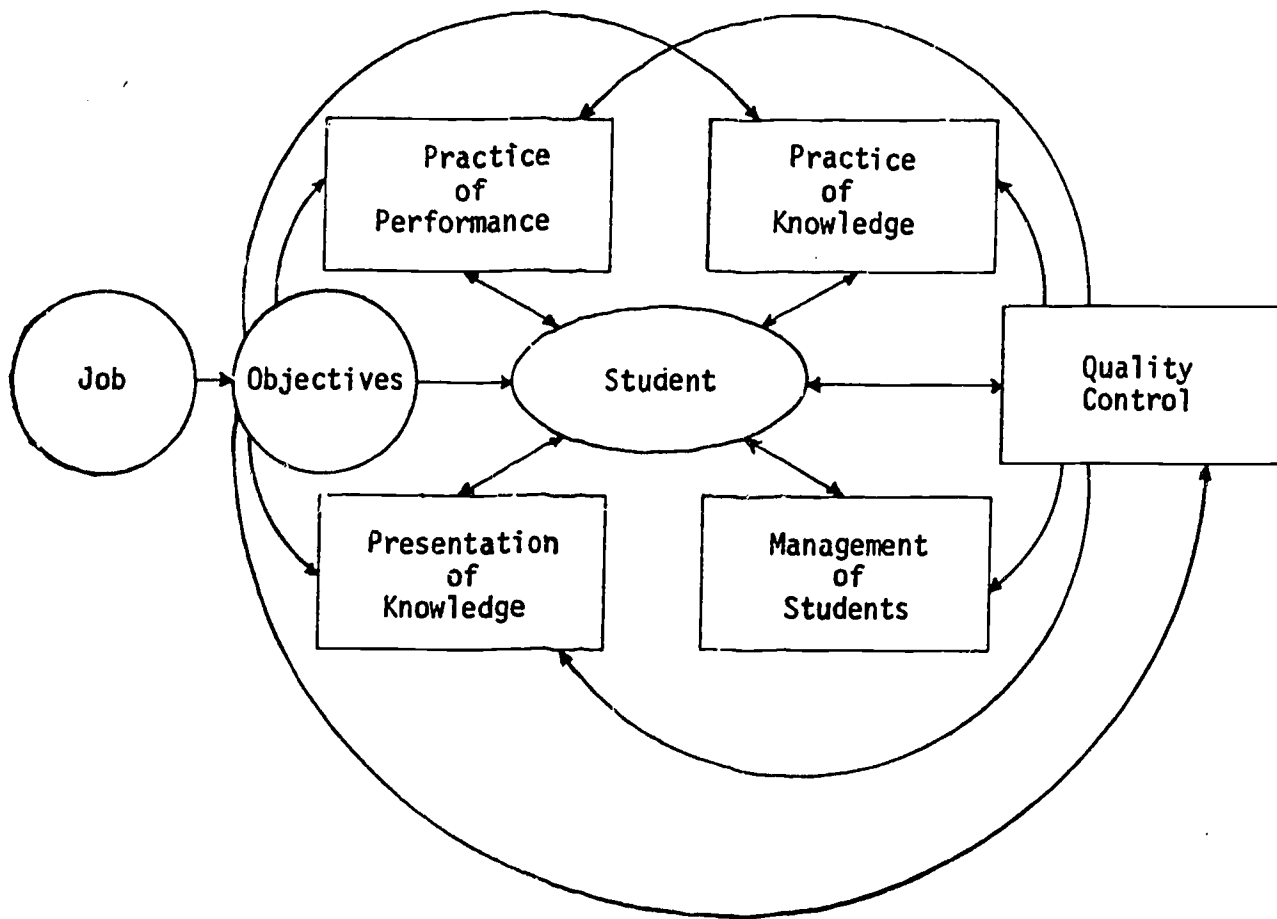 Practice
of
Performance
Practice
of
Knowledge
Job
Objectives
Student
Quality
Control
Presentation
of
Knowledge
Management
of
Students